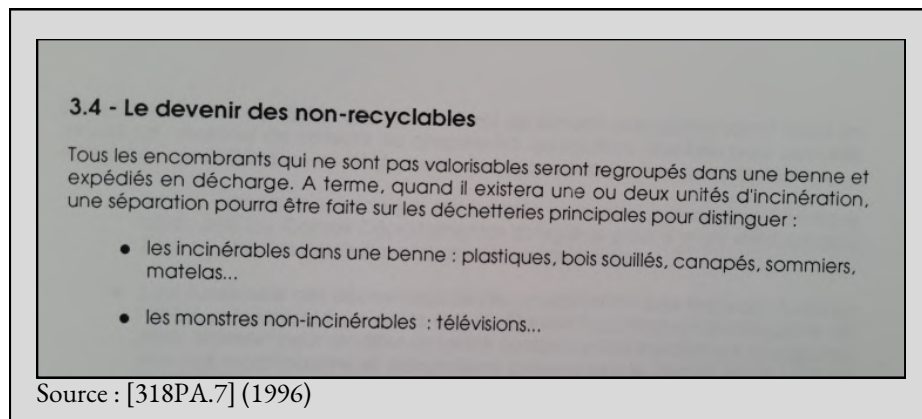 3.4 - Le devenir des non-recyclables
Tous les encombrants qui ne sont pas valorisables seront regroupés dans une benne et
expédiés en décharge. A terme, quand il existera une ou deux unités d'incinération,
une séparation pourra être faite sur les déchetteries principales pour distinguer :
● les incinérables dans une benne : plastiques, bois souillés, canapés, sommiers,
matelas...
● les monstres non-incinérables : télévisions...
Source : [318PA.7] (1996)